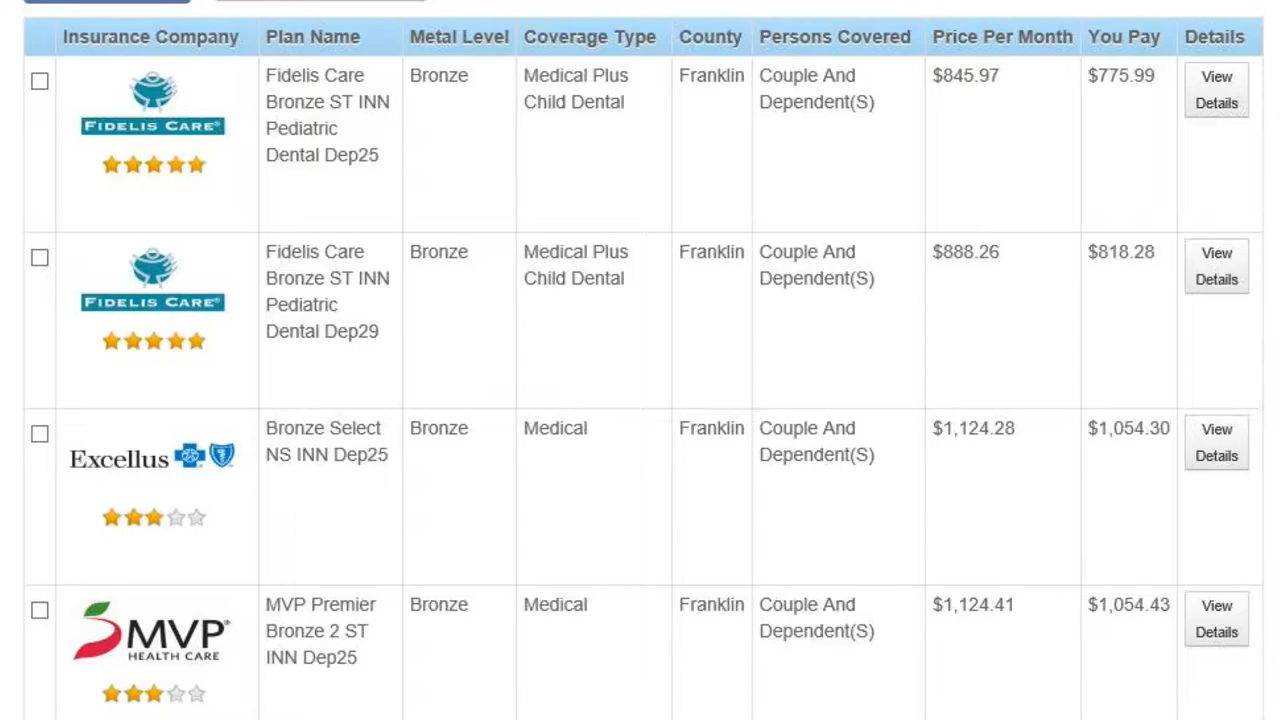 Insurance Company Plan Name Metal Level Coverage Type County Persons Covered Price Per Month You Pay Details
FIDELIS CARE®
Fidelis Care
Bronze ST INN
Pediatric
Dental Dep25
Bronze
Medical Plus
Child Dental
Franklin
Couple And
Dependent(S)
$845.97
$775.99
View
Details
FIDELIS CARE®
Fidelis Care
Bronze ST INN
Pediatric
Dental Dep29
Bronze
Medical Plus
Child Dental
Franklin
Couple And
Dependent(S)
$888.26
$818.28
View
Details
Excellus
Bronze Select
NS INN Dep25
Bronze
Medical
Franklin
Couple And
Dependent(S)
$1,124.28
$1,054.30
View
Details
MVP®
HEALTH CARE
MVP Premier
Bronze 2 ST
INN Dep25
Bronze
Medical
Franklin
Couple And
Dependent(S)
$1,124.41
$1,054.43
View
Details